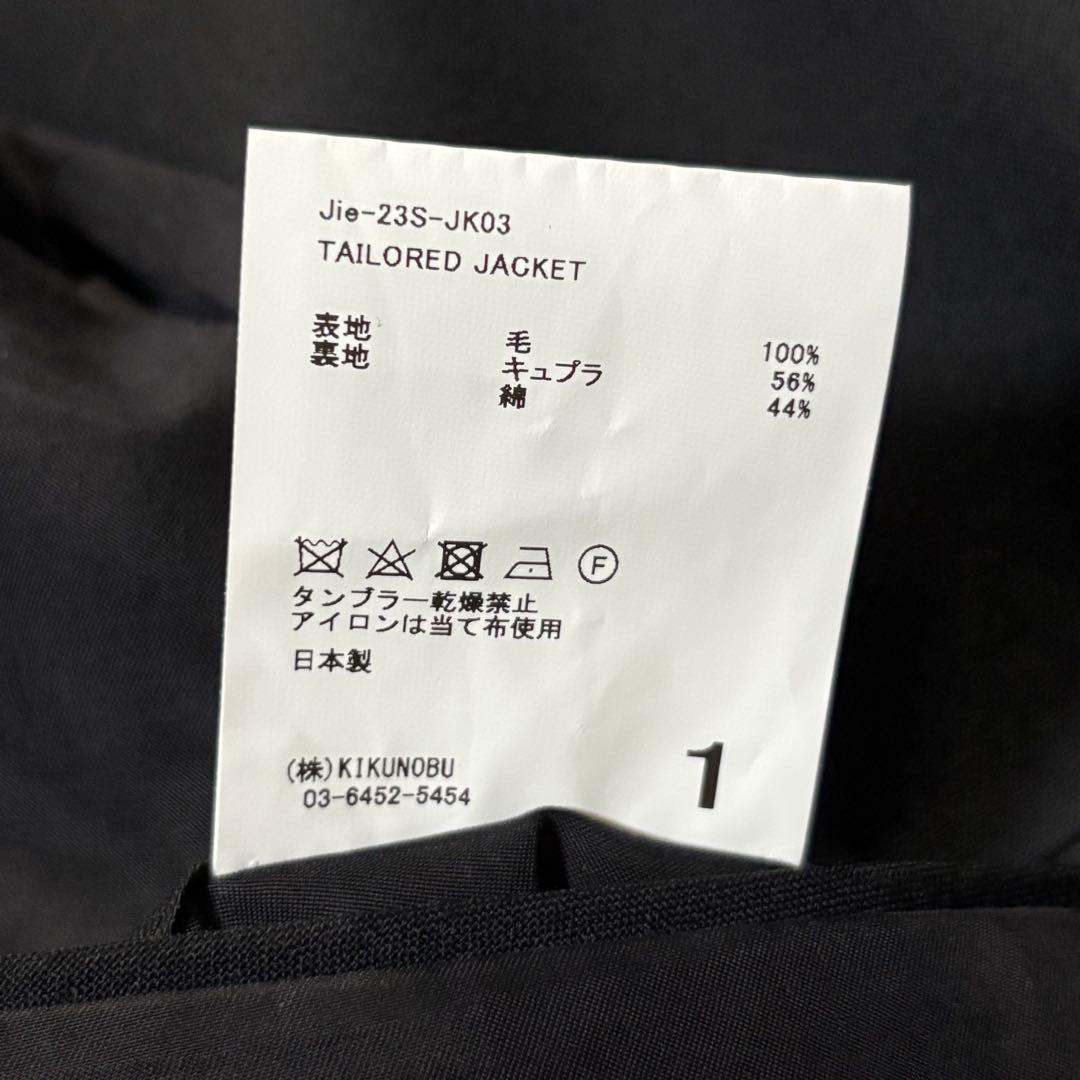 Jie-23S-JK03
TAILORED JACKET
表地 毛 100%
裏地 キュプラ 56%
綿 44%
F
タンブラー乾燥禁止
アイロンは当て布使用
日本製
(株)KIKUNOBU
03-6452-5454
1